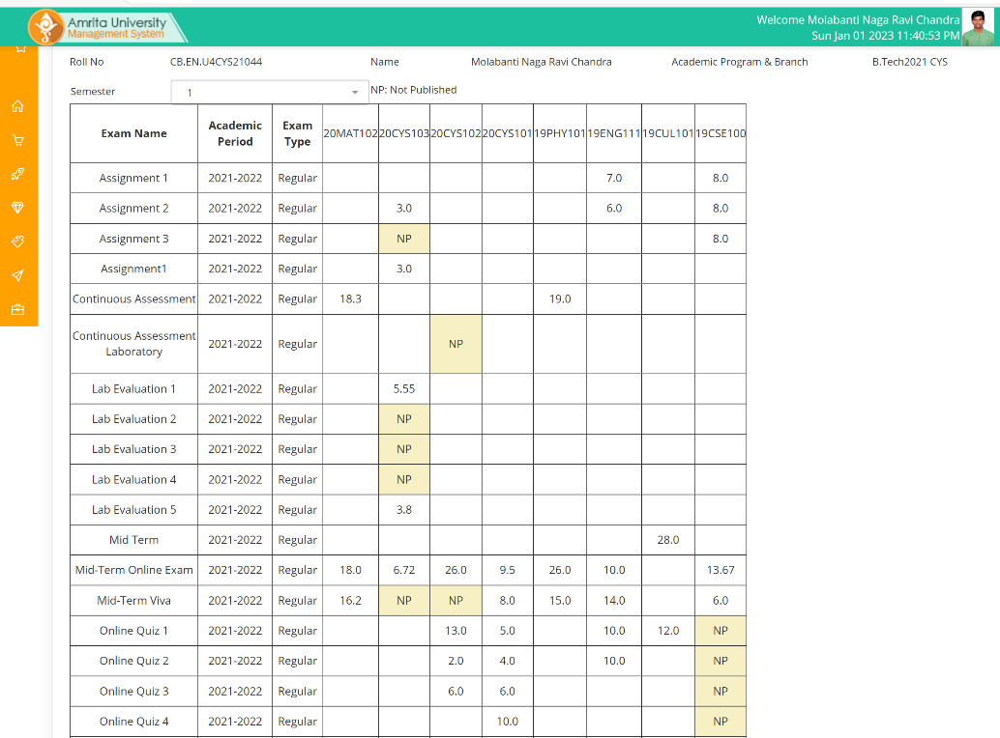 Amrita University
Management System
Welcome Molabanti Naga Ravi Chandra
Sun Jan 01 2023 11:40:53 PM
Roll No CB.EN.U4CYS21044 Name Molabanti Naga Ravi Chandra Academic Program & Branch B.Tech2021 CYS
Semester 1 NP: Not Published
Exam Name Academic Period Exam Type 20MAT102 20CYS103 20CYS102 20CYS101 19PHY101 19ENG111 19CUL101 19CSE100
Assignment 1 2021-2022 Regular 7.0 8.0
Assignment 2 2021-2022 Regular 3.0 6.0 8.0
Assignment 3 2021-2022 Regular NP 8.0
Assignment1 2021-2022 Regular 3.0
Continuous Assessment 2021-2022 Regular 18.3 19.0
Continuous Assessment Laboratory 2021-2022 Regular NP
Lab Evaluation 1 2021-2022 Regular 5.55
Lab Evaluation 2 2021-2022 Regular NP
Lab Evaluation 3 2021-2022 Regular NP
Lab Evaluation 4 2021-2022 Regular NP
Lab Evaluation 5 2021-2022 Regular 3.8
Mid Term 2021-2022 Regular 28.0
Mid-Term Online Exam 2021-2022 Regular 18.0 6.72 26.0 9.5 26.0 10.0 13.67
Mid-Term Viva 2021-2022 Regular 16.2 NP NP 8.0 15.0 14.0 6.0
Online Quiz 1 2021-2022 Regular 13.0 5.0 10.0 12.0 NP
Online Quiz 2 2021-2022 Regular 2.0 4.0 10.0 NP
Online Quiz 3 2021-2022 Regular 6.0 6.0 NP
Online Quiz 4 2021-2022 Regular 10.0 NP